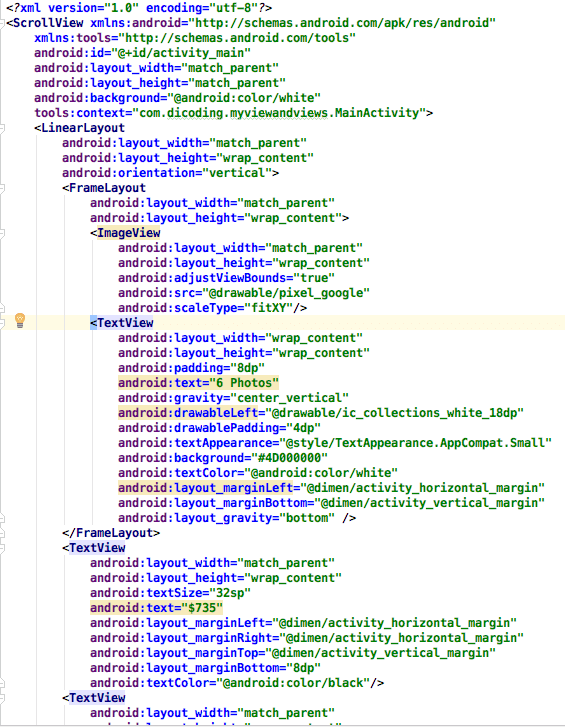 <?xml version="1.0" encoding="utf-8"?>
<ScrollView xmlns:android="http://schemas.android.com/apk/res/android"
    xmlns:tools="http://schemas.android.com/tools"
    android:id="@+id/activity_main"
    android:layout_width="match_parent"
    android:layout_height="match_parent"
    android:background="@android:color/white"
    tools:context="com.dicoding.myviewandviews.MainActivity">
    <LinearLayout
        android:layout_width="match_parent"
        android:layout_height="wrap_content"
        android:orientation="vertical">
        <FrameLayout
            android:layout_width="match_parent"
            android:layout_height="wrap_content">
            <ImageView
                android:layout_width="match_parent"
                android:layout_height="wrap_content"
                android:adjustViewBounds="true"
                android:src="@drawable/pixel_google"
                android:scaleType="fitXY"/>
            <TextView
                android:layout_width="wrap_content"
                android:layout_height="wrap_content"
                android:padding="8dp"
                android:text="6 Photos"
                android:gravity="center_vertical"
                android:drawableLeft="@drawable/ic_collections_white_18dp"
                android:drawablePadding="4dp"
                android:textAppearance="@style/TextAppearance.AppCompat.Small"
                android:background="#4D000000"
                android:textColor="@android:color/white"
                android:layout_marginLeft="@dimen/activity_horizontal_margin"
                android:layout_marginBottom="@dimen/activity_vertical_margin"
                android:layout_gravity="bottom" />
        </FrameLayout>
        <TextView
            android:layout_width="match_parent"
            android:layout_height="wrap_content"
            android:textSize="32sp"
            android:text="$735"
            android:layout_marginLeft="@dimen/activity_horizontal_margin"
            android:layout_marginRight="@dimen/activity_horizontal_margin"
            android:layout_marginTop="@dimen/activity_vertical_margin"
            android:layout_marginBottom="8dp"
            android:textColor="@android:color/black"/>
        <TextView
            android:layout_width="match_parent"